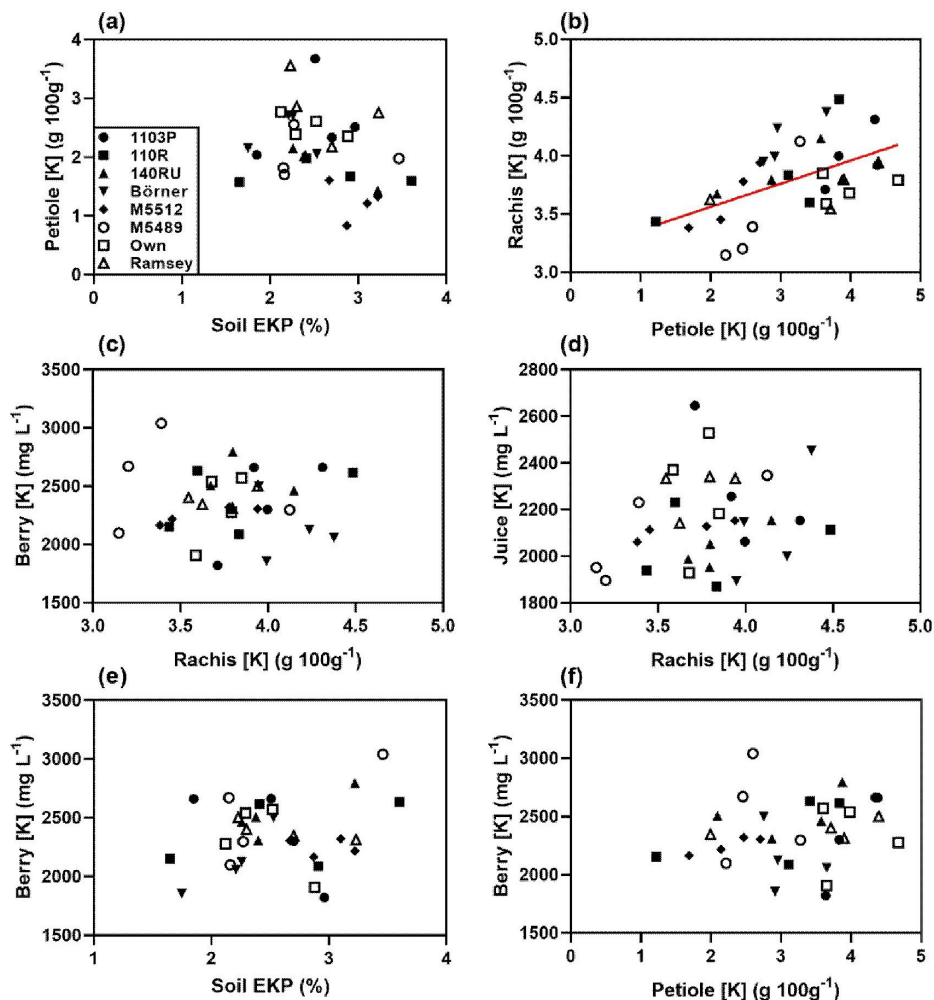 (a)
4
3
2
1
0
Petiole [K] (g 100g⁻¹)
1103P
110R
140RU
Börner
M5512
M5489
Own
Ramsey
0 1 2 3 4
Soil EKP (%)
(b)
5.0
4.5
4.0
3.5
3.0
Rachis [K] (g 100g⁻¹)
0 1 2 3 4 5
Petiole [K] (g 100g⁻¹)
(c)
3500
3000
2500
2000
1500
Berry [K] (mg L⁻¹)
3.0 3.5 4.0 4.5 5.0
Rachis [K] (g 100g⁻¹)
(d)
2800
2600
2400
2200
2000
1800
Juice [K] (mg L⁻¹)
3.0 3.5 4.0 4.5 5.0
Rachis [K] (g 100g⁻¹)
(e)
3500
3000
2500
2000
1500
Berry [K] (mg L⁻¹)
1 2 3 4
Soil EKP (%)
(f)
3500
3000
2500
2000
1500
Berry [K] (mg L⁻¹)
0 1 2 3 4 5
Petiole [K] (g 100g⁻¹)